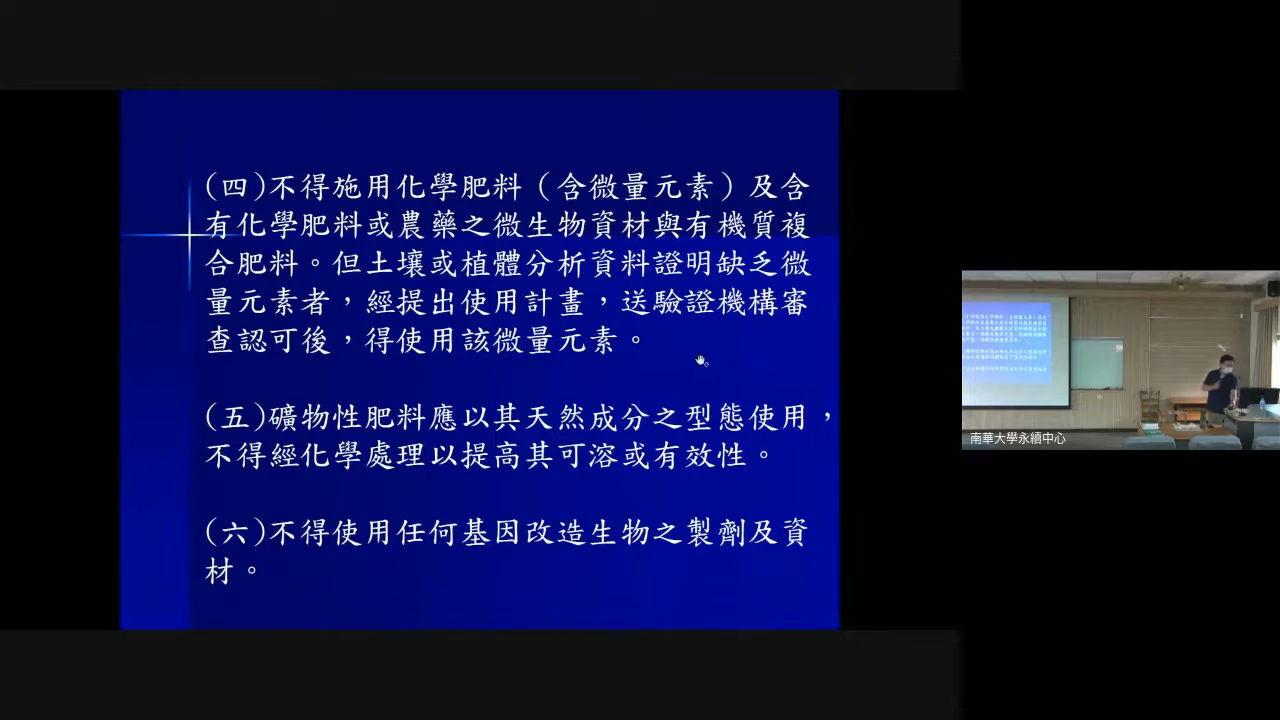 (四)不得施用化學肥料（含微量元素）及含
有化學肥料或農藥之微生物資材與有機質複
合肥料。但土壤或植體分析資料證明缺乏微
量元素者，經提出使用計畫，送驗證機構審
查認可後，得使用該微量元素。
(五)礦物性肥料應以其天然成分之型態使用，
不得經化學處理以提高其可溶或有效性。
(六)不得使用任何基因改造生物之製劑及資
材。
南華大學永續中心